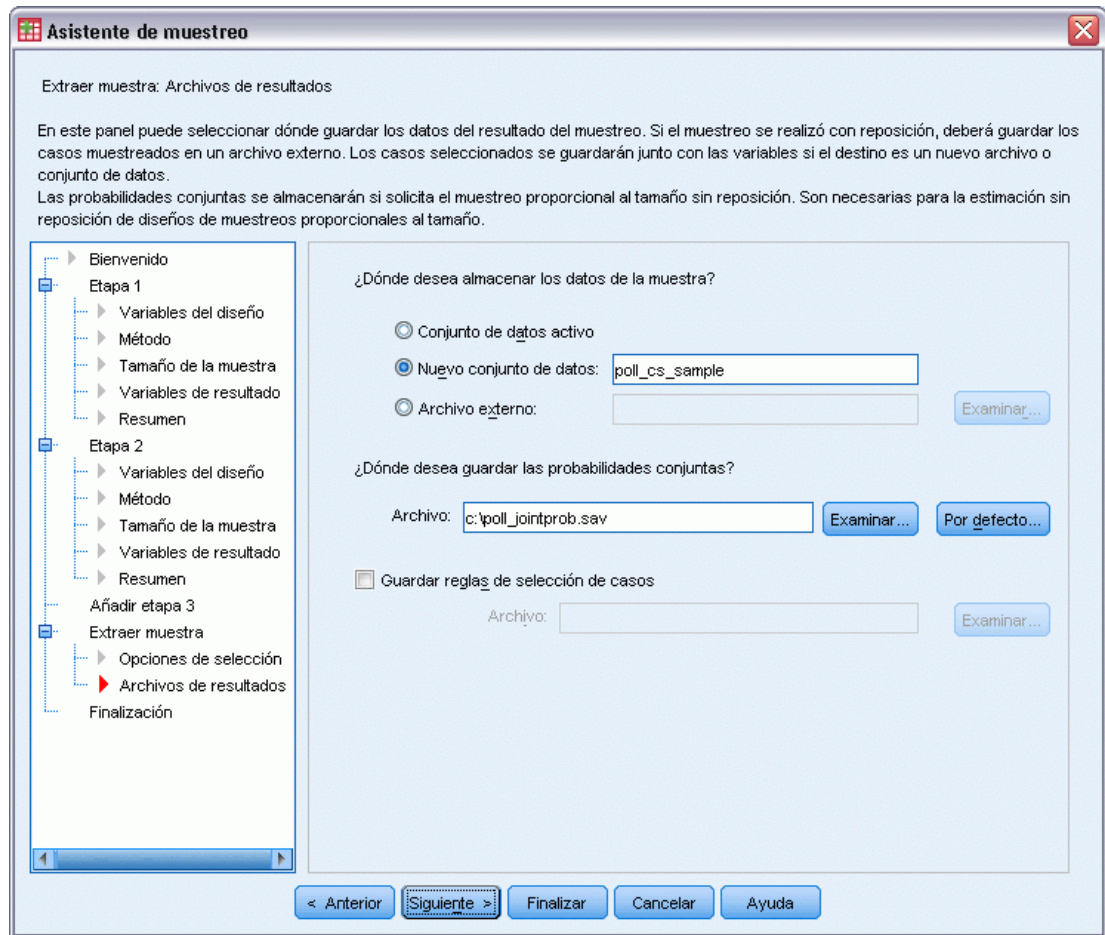 Asistente de muestreo
Extraer muestra: Archivos de resultados
En este panel puede seleccionar dónde guardar los datos del resultado del muestreo. Si el muestreo se realizó con reposición, deberá guardar los
casos muestreados en un archivo externo. Los casos seleccionados se guardarán junto con las variables si el destino es un nuevo archivo o
conjunto de datos.
Las probabilidades conjuntas se almacenarán si solicita el muestreo proporcional al tamaño sin reposición. Son necesarias para la estimación sin
reposición de diseños de muestreos proporcionales al tamaño.
Bienvenido
Etapa 1
Variables del diseño
Método
Tamaño de la muestra
Variables de resultado
Resumen
Etapa 2
Variables del diseño
Método
Tamaño de la muestra
Variables de resultado
Resumen
Añadir etapa 3
Extraer muestra
Opciones de selección
Archivos de resultados
Finalización
¿Dónde desea almacenar los datos de la muestra?
Conjunto de datos activo
Nuevo conjunto de datos: poll_cs_sample
Archivo externo: Examinar...
¿Dónde desea guardar las probabilidades conjuntas?
Archivo: c:\poll_jointprob.sav Examinar... Por defecto...
Guardar reglas de selección de casos
Archivo: Examinar...
< Anterior Siguiente > Finalizar Cancelar Ayuda